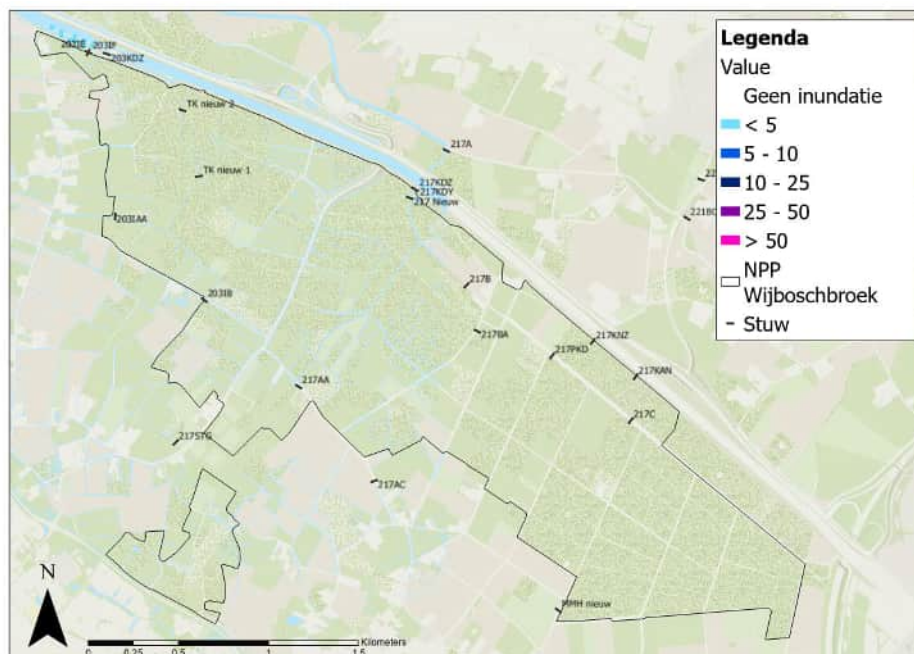 Legenda
Value
Geen inundatie
< 5
5 - 10
10 - 25
25 - 50
> 50
NPP
Wijboschbroek
Stuw
203IF
203KDZ
TK nieuw 2
217A
TK nieuw 1
217KDZ
217KDY
217 Nieuw
221BC
203IAA
217B
203IB
217BA
217KNZ
217PKD
217KAN
217AA
217C
217STG
217AC
MMH nieuw
N
Kilometers
0 0.25 0.5 1 1.5